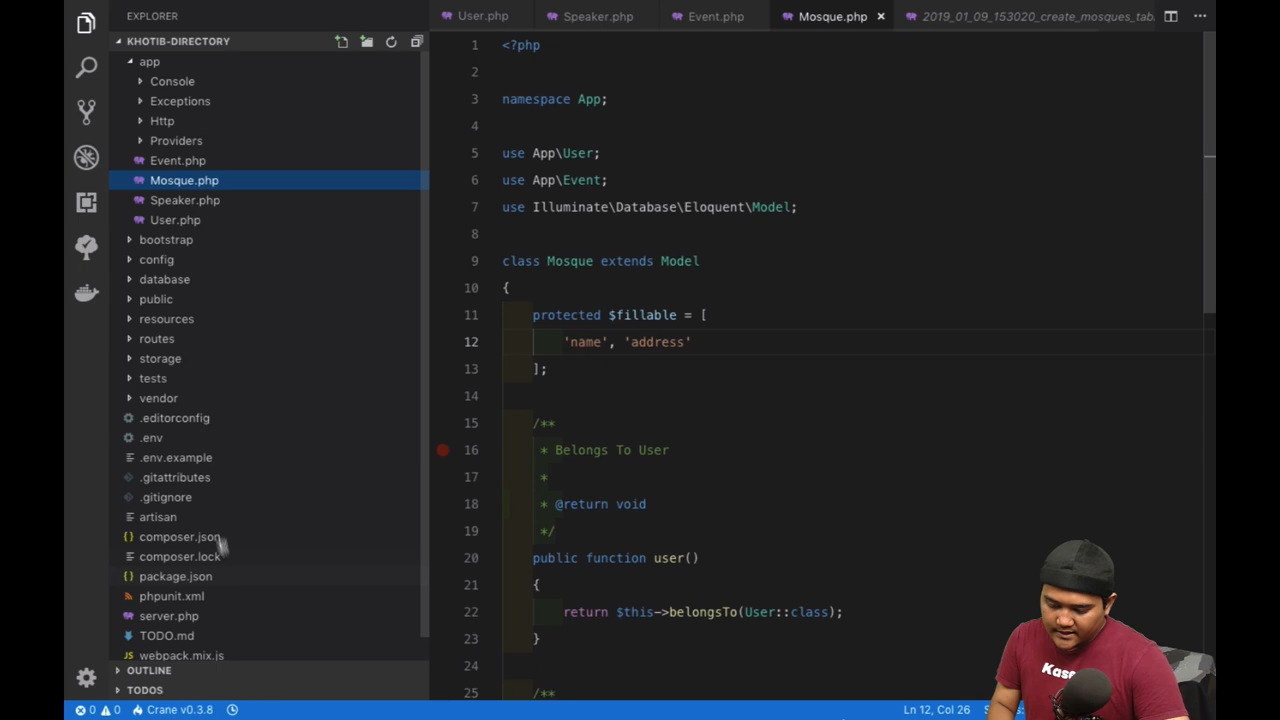 EXPLORER
KHOTIB-DIRECTORY
app
Console
Exceptions
Http
Providers
Event.php
Mosque.php
Speaker.php
User.php
bootstrap
config
database
public
resources
routes
storage
tests
vendor
.editorconfig
.env
.env.example
.gitattributes
.gitignore
artisan
{} composer.json
composer.lock
{} package.json
phpunit.xml
server.php
TODO.md
JS webpack.mix.js
OUTLINE
TODOS
User.php Speaker.php Event.php Mosque.php × 2019_01_09_153020_create_mosques_tab
1 <?php
2
3 namespace App;
4
5 use App\User;
6 use App\Event;
7 use Illuminate\Database\Eloquent\Model;
8
9 class Mosque extends Model
10 {
11 protected $fillable = [
12 'name', 'address'
13 ];
14
15 /**
16 * Belongs To User
17 *
18 * @return void
19 */
20 public function user()
21 {
22 return $this->belongsTo(User::class);
23 }
24
25 /**
0 0 Crane v0.3.8 Ln 12, Col 26